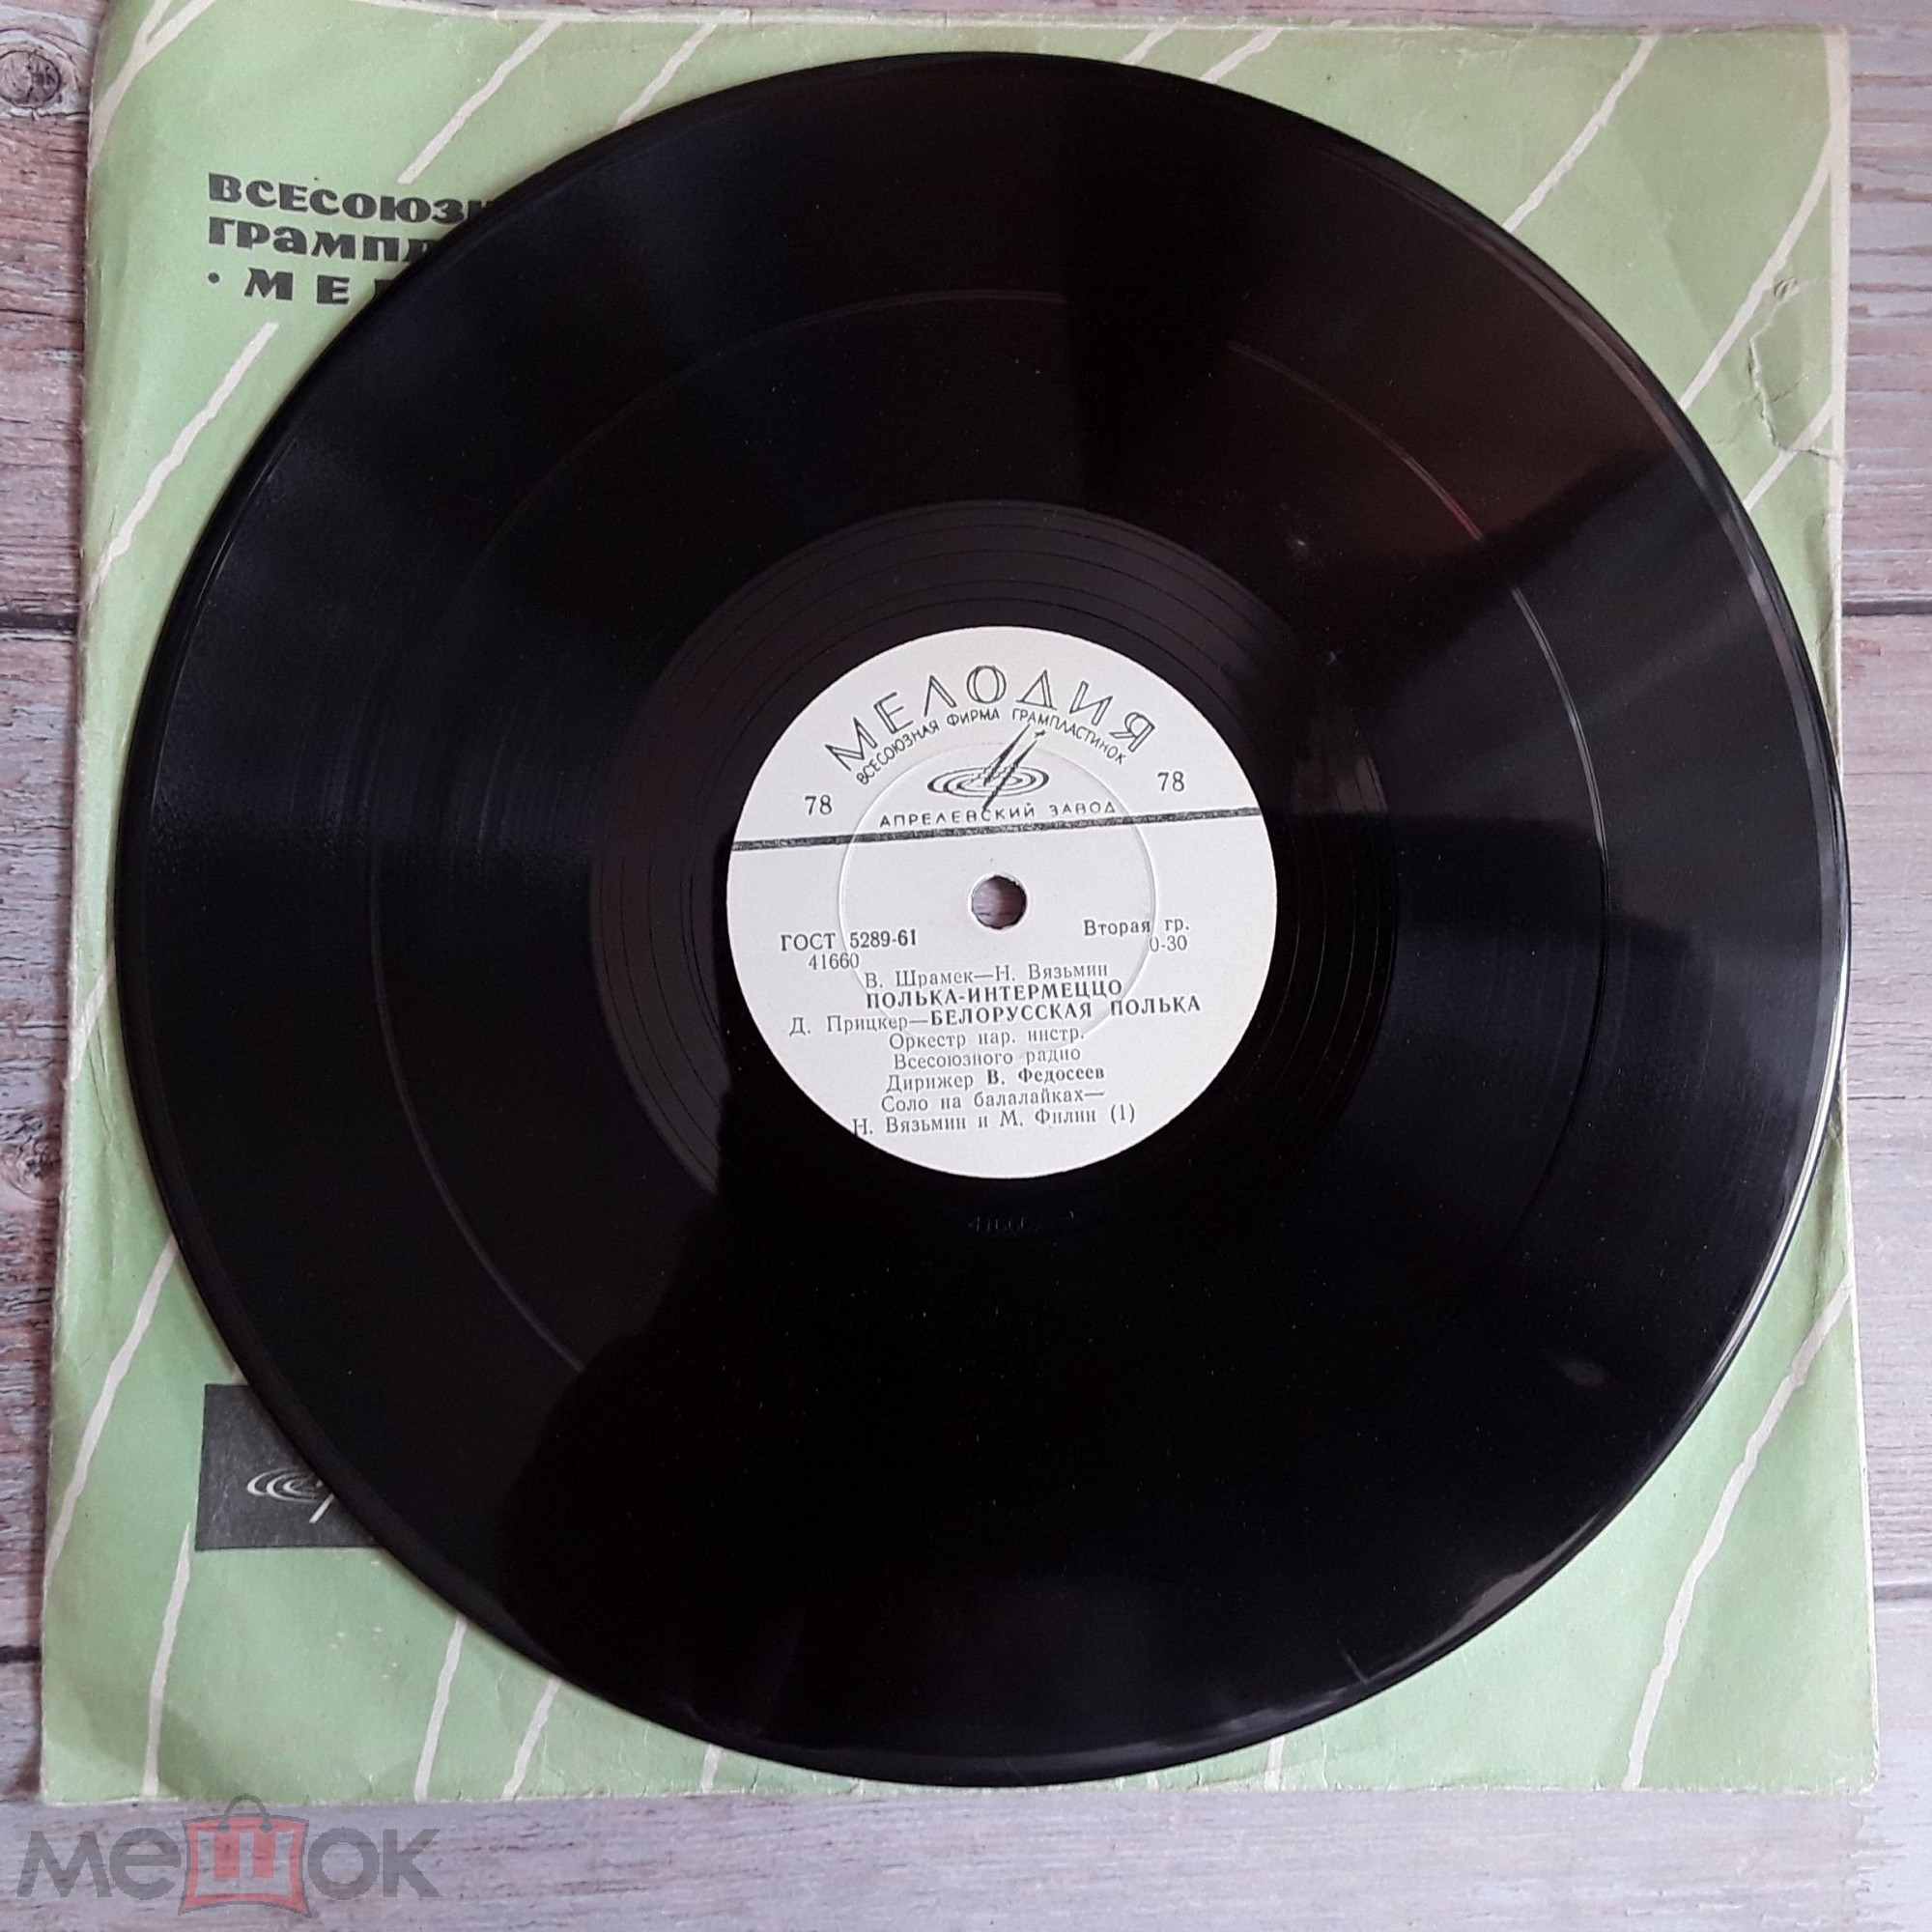 ВСЕСОЮЗН
ГРАМПЛ
• МЕЛ
МЕЛОДИЯ
ВСЕСОЮЗНАЯ ФИРМА ГРАМПЛАСТИНОК
78 78
АПРЕЛЕВСКИЙ ЗАВОД
ГОСТ 5289-61 Вторая гр.
41660 0-30
В. Шрамек—Н. Вязьмин
ПОЛЬКА-ИНТЕРМЕЦЦО
Д. Прицкер—БЕЛОРУССКАЯ ПОЛЬКА
Оркестр нар. инстр.
Всесоюзного радио
Дирижер В. Федосеев
Соло на балалайках—
Н. Вязьмин и М. Филин (1)
мешок